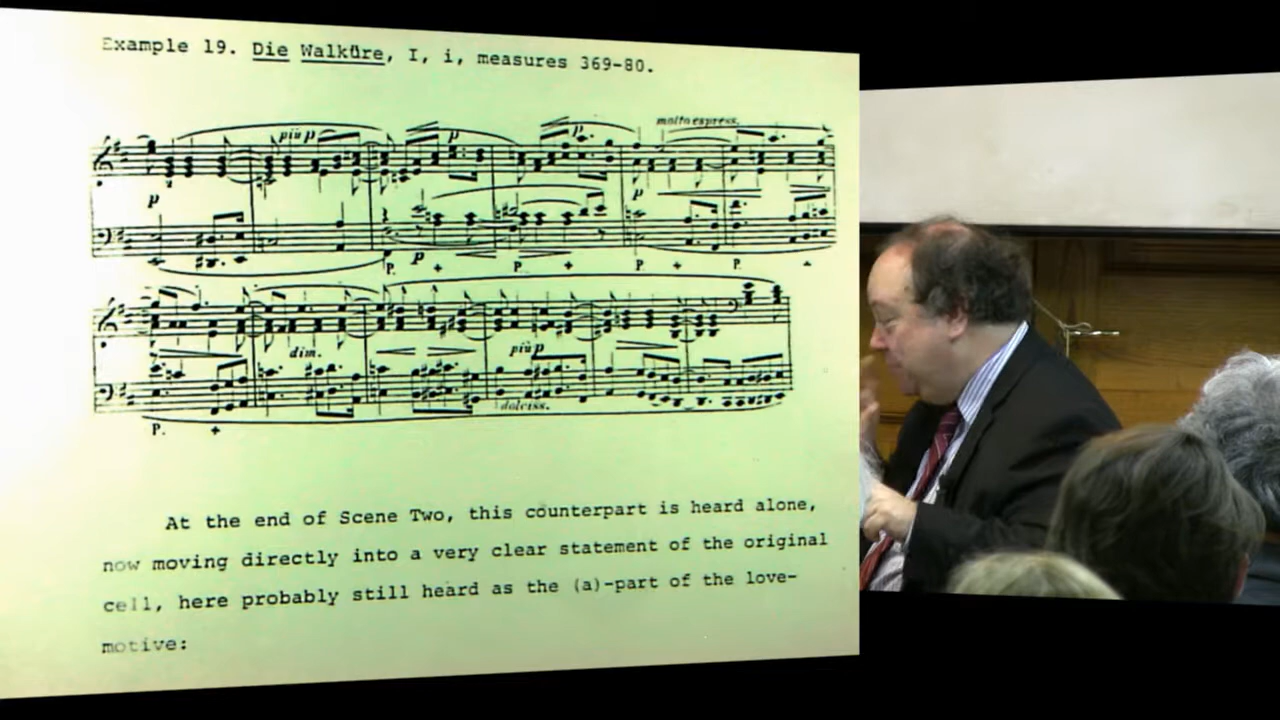 Example 19. Die Walküre, I, i, measures 369-80.
più p
p
p
molto espress.
p
p
p
P.
P.
P.
P.
dim.
più p
dolciss.
P.
At the end of Scene Two, this counterpart is heard alone,
now moving directly into a very clear statement of the original
cell, here probably still heard as the (a)-part of the love-
motive: